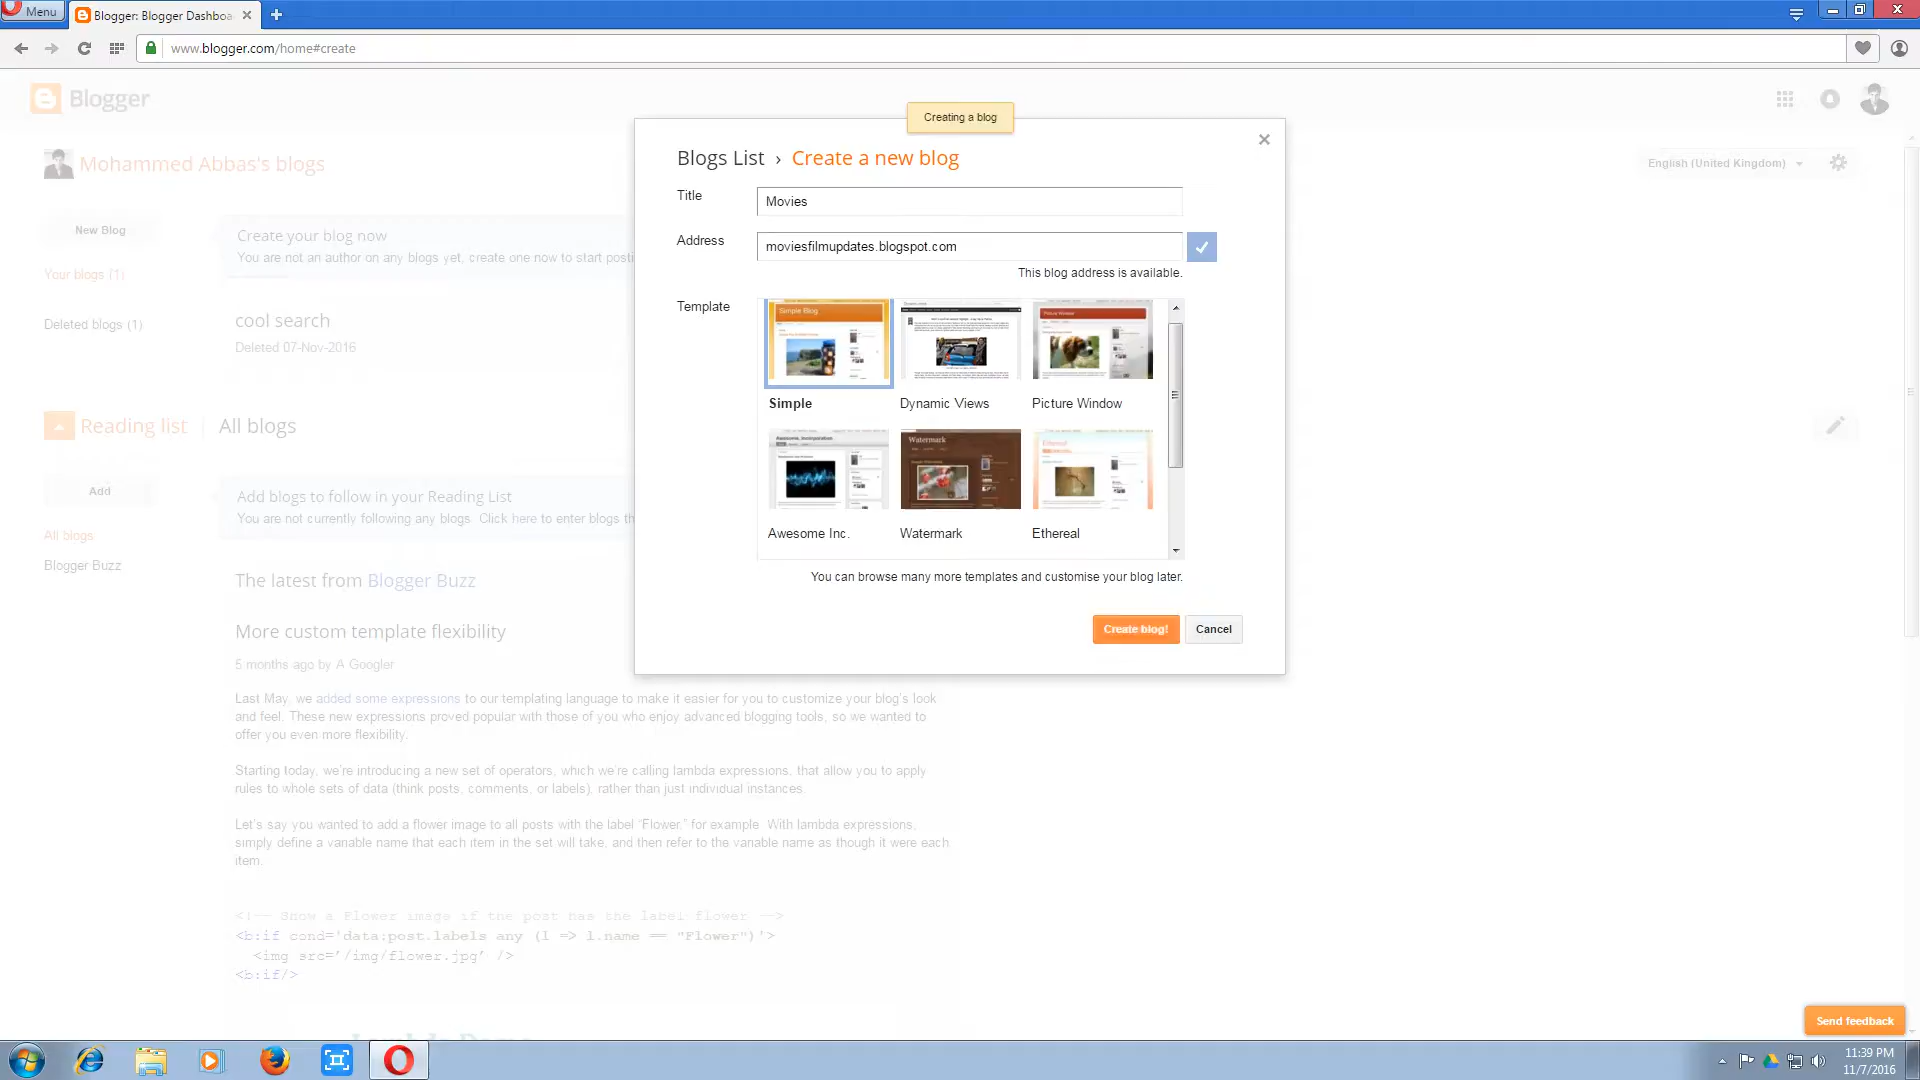 Menu
Blogger: Blogger Dashboa
www.blogger.com/home#create
Blogger
Creating a blog
Mohammed Abbas's blogs
English (United Kingdom)
New Blog
Create your blog now
You are not an author on any blogs yet, create one now to start posti
Your blogs (1)
Deleted blogs (1)
cool search
Deleted 07-Nov-2016
Blogs List › Create a new blog
Title
Movies
Address
moviesfilmupdates.blogspot.com
This blog address is available.
Template
Simple Blog
Picture Window
Simple
Dynamic Views
Picture Window
Awesome, Incorporation
Watermark
Ethereal
Awesome Inc.
Watermark
Ethereal
You can browse many more templates and customise your blog later.
Create blog!
Cancel
Reading list
All blogs
Add
Add blogs to follow in your Reading List
You are not currently following any blogs. Click here to enter blogs th
All blogs
Blogger Buzz
The latest from Blogger Buzz
More custom template flexibility
5 months ago by A Googler
Last May, we added some expressions to our templating language to make it easier for you to customize your blog's look
and feel. These new expressions proved popular with those of you who enjoy advanced blogging tools, so we wanted to
offer you even more flexibility.
Starting today, we're introducing a new set of operators, which we're calling lambda expressions, that allow you to apply
rules to whole sets of data (think posts, comments, or labels), rather than just individual instances.
Let's say you wanted to add a flower image to all posts with the label "Flower," for example. With lambda expressions,
simply define a variable name that each item in the set will take, and then refer to the variable name as though it were each
item.
<!-- Show a Flower image if the post has the label flower -->
<b:if cond='data:post.labels any (l => l.name == "Flower")'>
<img src='/img/flower.jpg' />
<b:if/>
Send feedback
11:39 PM
11/7/2016